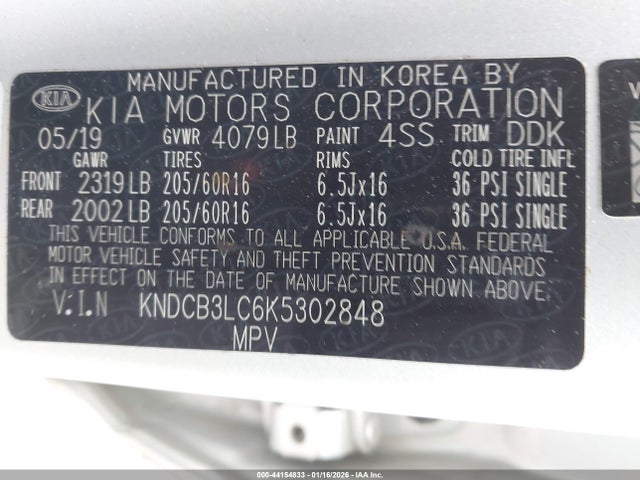 MANUFACTURED IN KOREA BY
KIA KIA MOTORS CORPORATION
05/19 GVWR 4079LB PAINT 4SS TRIM DDK
GAWR TIRES RIMS COLD TIRE INFL
FRONT 2319LB 205/60R16 6.5Jx16 36 PSI SINGLE
REAR 2002LB 205/60R16 6.5Jx16 36 PSI SINGLE
THIS VEHICLE CONFORMS TO ALL APPLICABLE U.S.A. FEDERAL
MOTOR VEHICLE SAFETY AND THEFT PREVENTION STANDARDS
IN EFFECT ON THE DATE OF MANUFACTURE SHOWN ABOVE.
V.I.N KNDCB3LC6K5302848
MPV
000-44154833 - 01/16/2026 - IAAI.COM